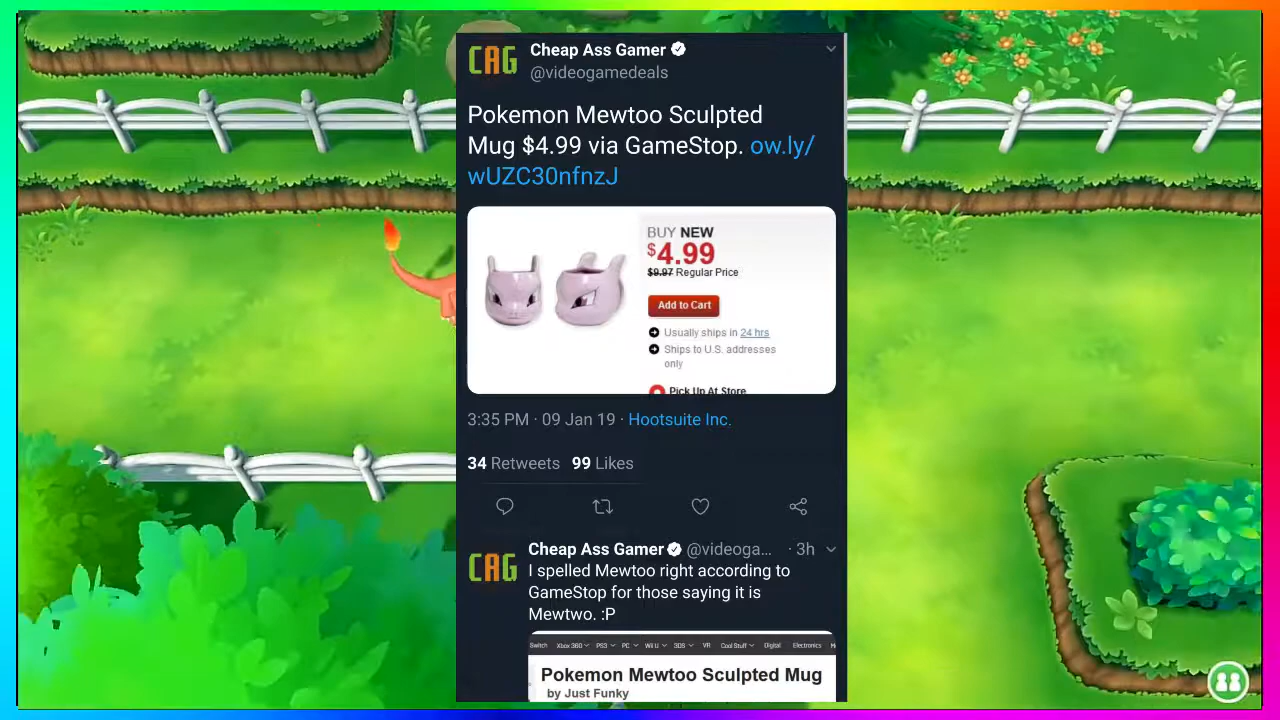 CAG
Cheap Ass Gamer
@videogamedeals
Pokemon Mewtoo Sculpted
Mug $4.99 via GameStop. ow.ly/
wUZC30nfnzJ
BUY NEW
$4.99
$9.97 Regular Price
Add to Cart
Usually ships in 24 hrs
Ships to U.S. addresses
only
Pick Up At Store
3:35 PM · 09 Jan 19 · Hootsuite Inc.
34 Retweets 99 Likes
CAG
Cheap Ass Gamer @videoga... · 3h
I spelled Mewtoo right according to
GameStop for those saying it is
Mewtwo. :P
Switch Xbox 360 PS3 PC Wii U 3DS VR Cool Stuff Digital Electronics
Pokemon Mewtoo Sculpted Mug
by Just Funky